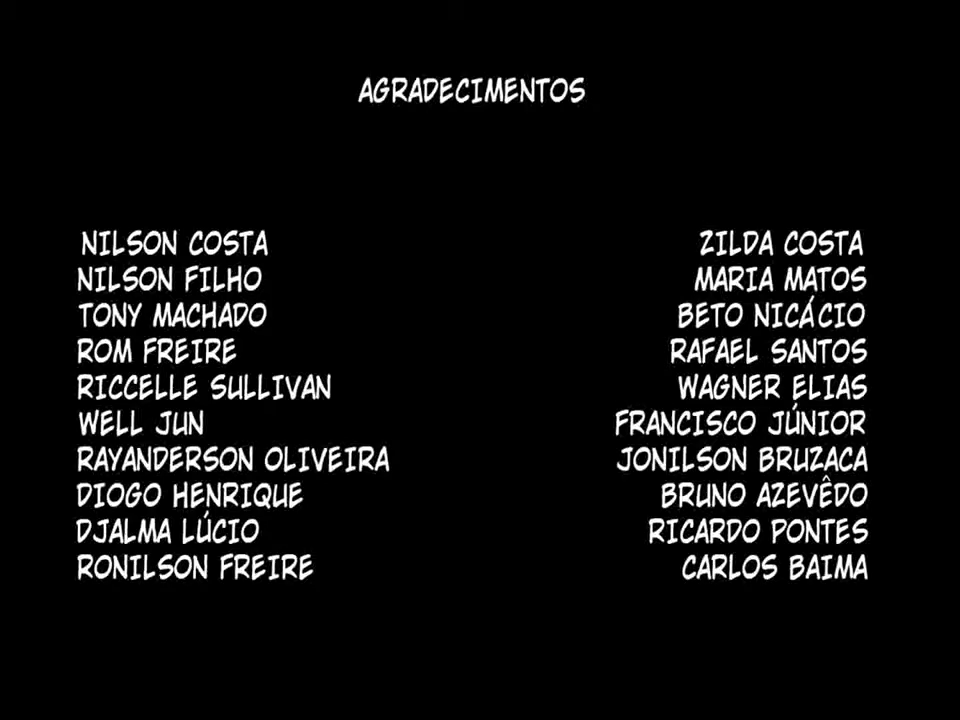 AGRADECIMENTOS
NILSON COSTA
NILSON FILHO
TONY MACHADO
ROM FREIRE
RICCELLE SULLIVAN
WELL JUN
RAYANDERSON OLIVEIRA
DIOGO HENRIQUE
DJALMA LÚCIO
RONILSON FREIRE
ZILDA COSTA
MARIA MATOS
BETO NICÁCIO
RAFAEL SANTOS
WAGNER ELIAS
FRANCISCO JÚNIOR
JONILSON BRUZACA
BRUNO AZEVÊDO
RICARDO PONTES
CARLOS BAIMA